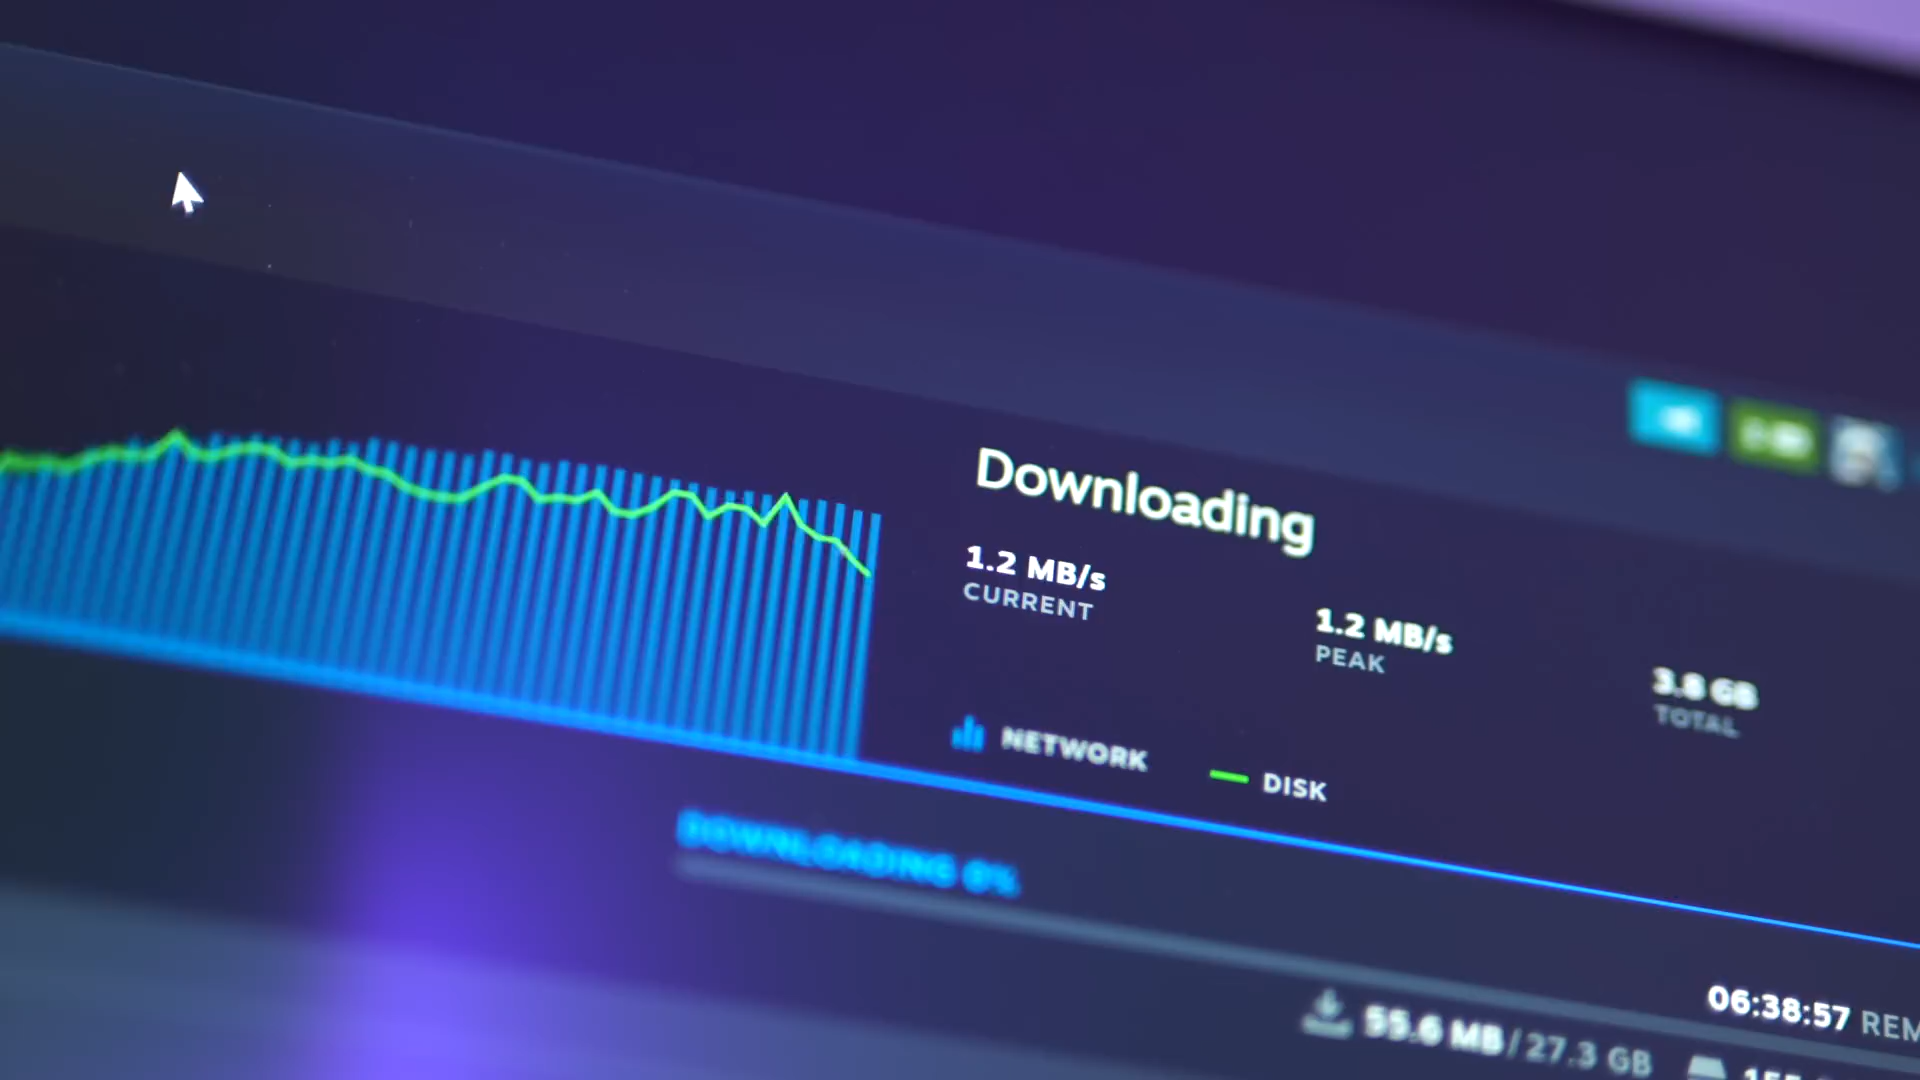 Downloading
1.2 MB/s
CURRENT
1.2 MB/s
PEAK
3.8 GB
TOTAL
NETWORK
DISK
DOWNLOADING 0%
06:38:57 REM
55.6 MB / 27.3 GB